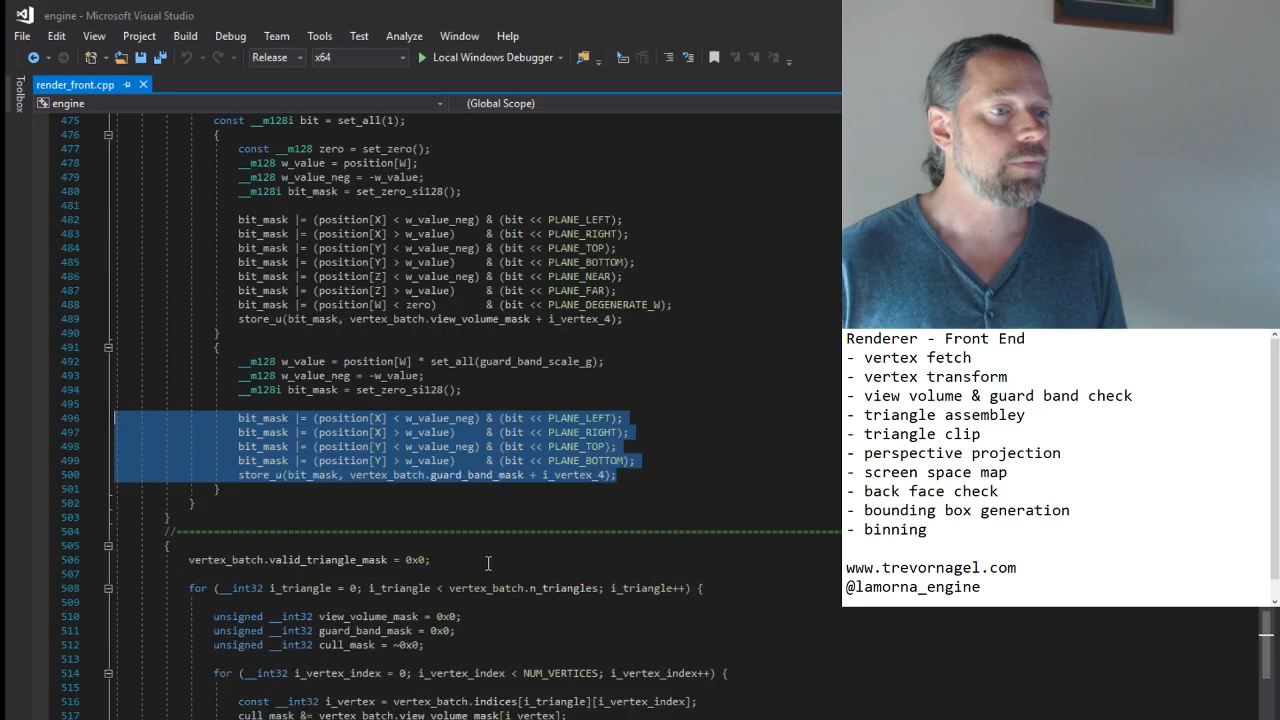 engine - Microsoft Visual Studio
File Edit View Project Build Debug Team Tools Test Analyze Window Help
Release x64 Local Windows Debugger
render_front.cpp
Toolbox
engine (Global Scope)
475 const __m128i bit = set_all(1);
476 {
477 const __m128 zero = set_zero();
478 __m128 w_value = position[W];
479 __m128 w_value_neg = -w_value;
480 __m128i bit_mask = set_zero_si128();
481
482 bit_mask |= (position[X] < w_value_neg) & (bit << PLANE_LEFT);
483 bit_mask |= (position[X] > w_value) & (bit << PLANE_RIGHT);
484 bit_mask |= (position[Y] < w_value_neg) & (bit << PLANE_TOP);
485 bit_mask |= (position[Y] > w_value) & (bit << PLANE_BOTTOM);
486 bit_mask |= (position[Z] < w_value_neg) & (bit << PLANE_NEAR);
487 bit_mask |= (position[Z] > w_value) & (bit << PLANE_FAR);
488 bit_mask |= (position[W] < zero) & (bit << PLANE_DEGENERATE_W);
489 store_u(bit_mask, vertex_batch.view_volume_mask + i_vertex_4);
490 }
491 {
492 __m128 w_value = position[W] * set_all(guard_band_scale_g);
493 __m128 w_value_neg = -w_value;
494 __m128i bit_mask = set_zero_si128();
495
496 bit_mask |= (position[X] < w_value_neg) & (bit << PLANE_LEFT);
497 bit_mask |= (position[X] > w_value) & (bit << PLANE_RIGHT);
498 bit_mask |= (position[Y] < w_value_neg) & (bit << PLANE_TOP);
499 bit_mask |= (position[Y] > w_value) & (bit << PLANE_BOTTOM);
500 store_u(bit_mask, vertex_batch.guard_band_mask + i_vertex_4);
501 }
502 }
503 }
504 //==============================================================================
505 {
506 vertex_batch.valid_triangle_mask = 0x0;
507
508 for (__int32 i_triangle = 0; i_triangle < vertex_batch.n_triangles; i_triangle++) {
509
510 unsigned __int32 view_volume_mask = 0x0;
511 unsigned __int32 guard_band_mask = 0x0;
512 unsigned __int32 cull_mask = ~0x0;
513
514 for (__int32 i_vertex_index = 0; i_vertex_index < NUM_VERTICES; i_vertex_index++) {
515
516 const __int32 i_vertex = vertex_batch.indices[i_triangle][i_vertex_index];
517 cull_mask &= vertex_batch.view_volume_mask[i_vertex];
Renderer - Front End
- vertex fetch
- vertex transform
- view volume & guard band check
- triangle assembley
- triangle clip
- perspective projection
- screen space map
- back face check
- bounding box generation
- binning
www.trevornagel.com
@lamorna_engine